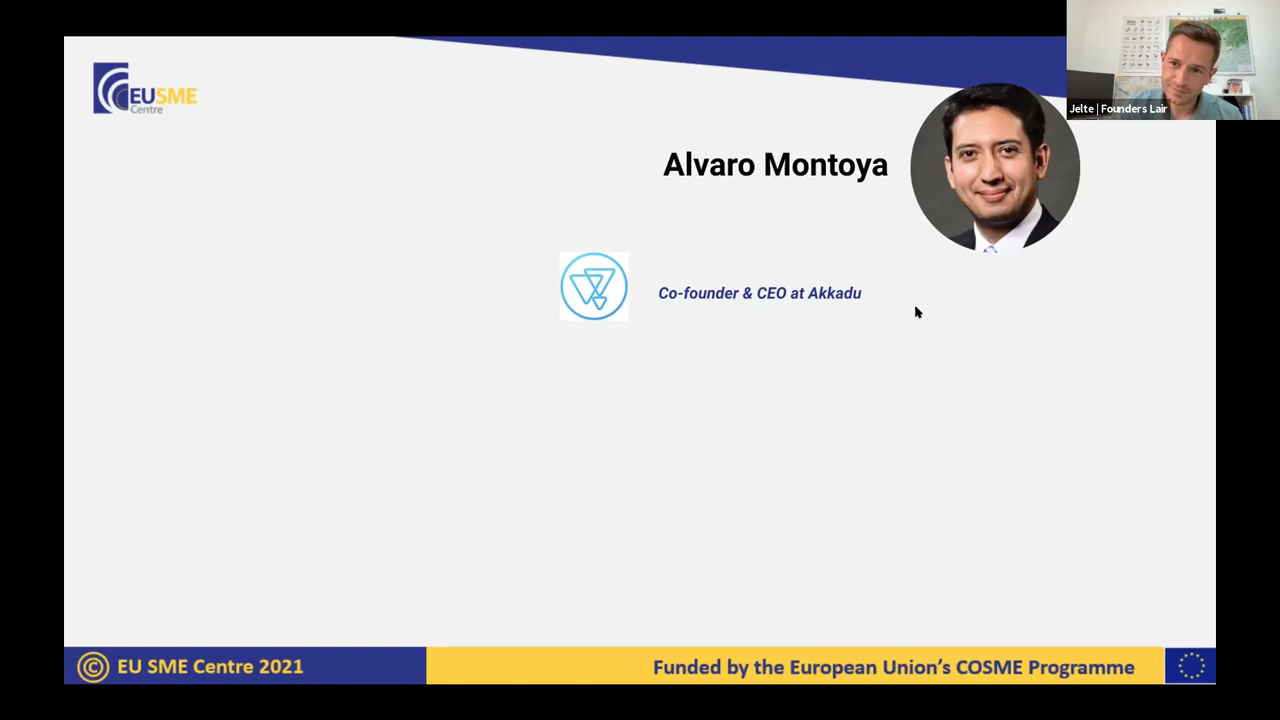 EUSME
Centre
Jelte | Founders Lair
Alvaro Montoya
Co-founder & CEO at Akkadu
© EU SME Centre 2021
Funded by the European Union’s COSME Programme